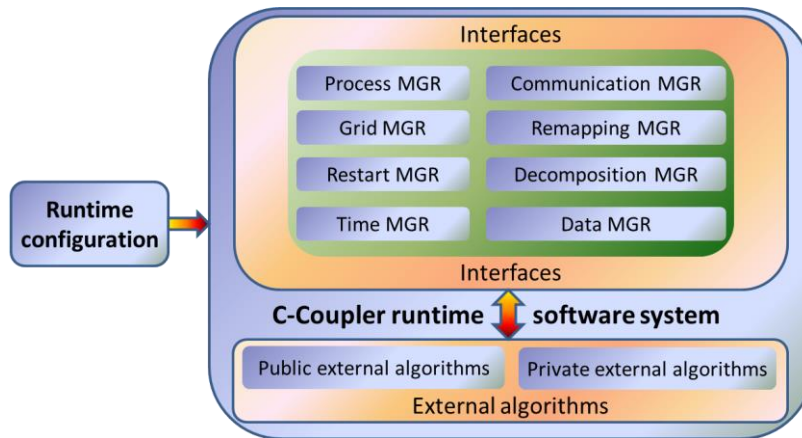 Interfaces
Process MGR
Communication MGR
Grid MGR
Remapping MGR
Restart MGR
Decomposition MGR
Time MGR
Data MGR
Interfaces
Runtime
configuration
C-Coupler runtime software system
Public external algorithms
Private external algorithms
External algorithms